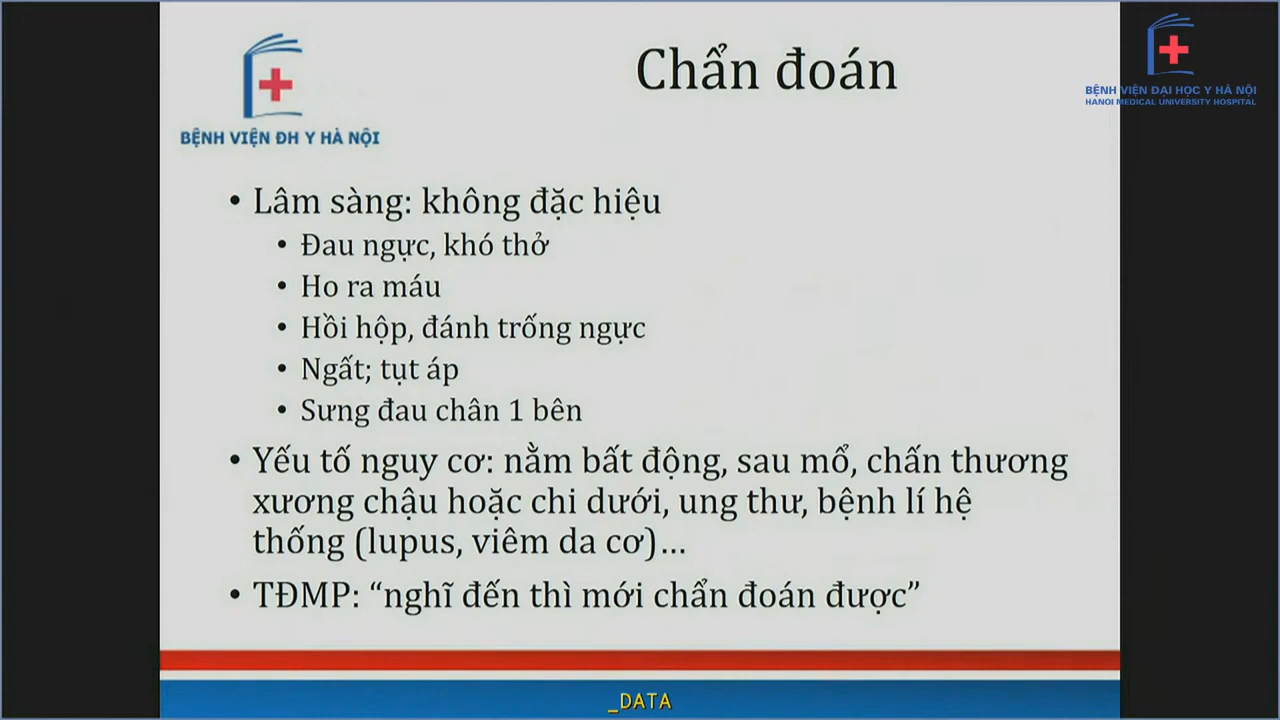 Chẩn đoán
BỆNH VIỆN ĐH Y HÀ NỘI
BỆNH VIỆN ĐẠI HỌC Y HÀ NỘI
HANOI MEDICAL UNIVERSITY HOSPITAL
• Lâm sàng: không đặc hiệu
• Đau ngực, khó thở
• Ho ra máu
• Hồi hộp, đánh trống ngực
• Ngất; tụt áp
• Sưng đau chân 1 bên
• Yếu tố nguy cơ: nằm bất động, sau mổ, chấn thương
xương chậu hoặc chi dưới, ung thư, bệnh lí hệ
thống (lupus, viêm da cơ)...
• TĐMP: “nghĩ đến thì mới chẩn đoán được”
_DATA